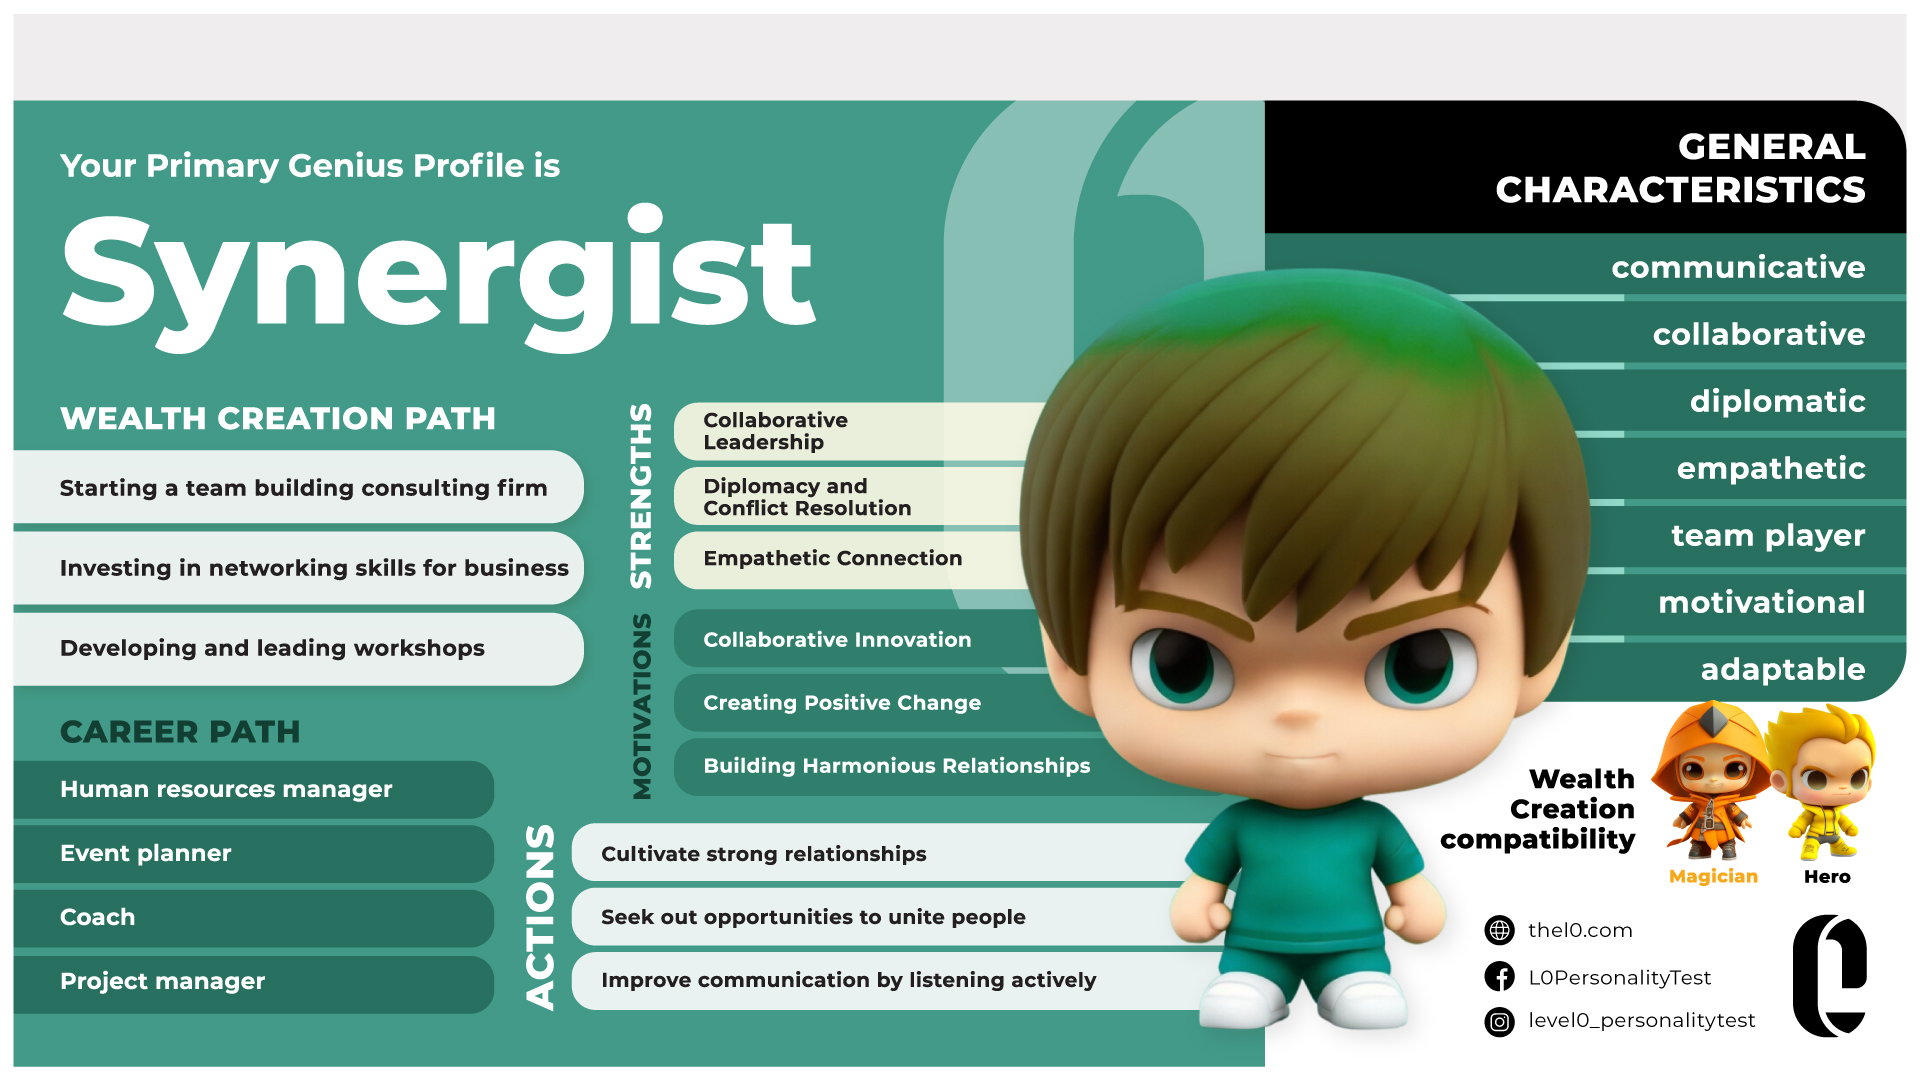 Your Primary Genius Profile is
Synergist
WEALTH CREATION PATH
Starting a team building consulting firm
Investing in networking skills for business
Developing and leading workshops
CAREER PATH
Human resources manager
Event planner
Coach
Project manager
STRENGTHS
Collaborative
Leadership
Diplomacy and
Conflict Resolution
Empathetic Connection
MOTIVATIONS
Collaborative Innovation
Creating Positive Change
Building Harmonious Relationships
ACTIONS
Cultivate strong relationships
Seek out opportunities to unite people
Improve communication by listening actively
GENERAL
CHARACTERISTICS
communicative
collaborative
diplomatic
empathetic
team player
motivational
adaptable
Wealth
Creation
compatibility
Magician
Hero
thel0.com
L0PersonalityTest
level0_personalitytest